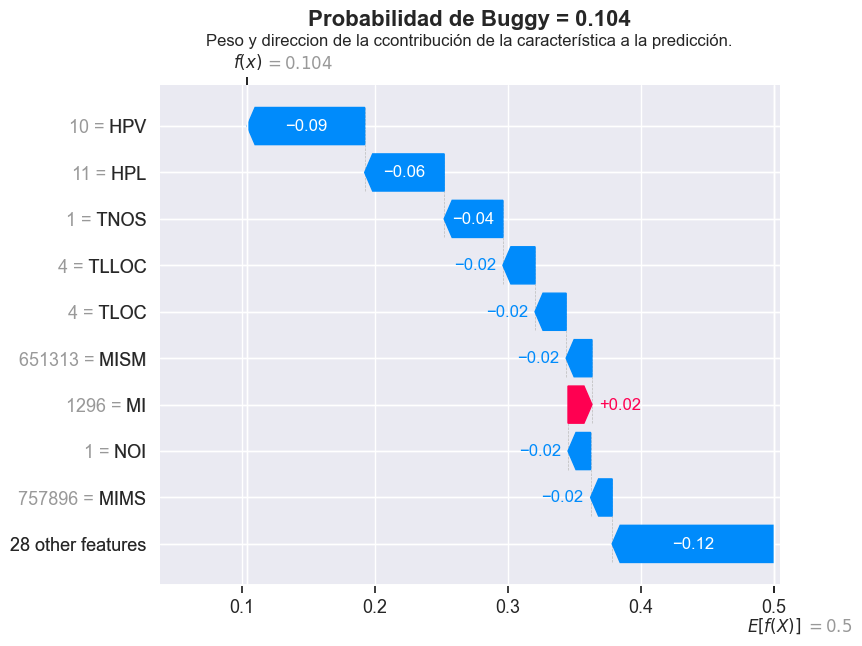 Probabilidad de Buggy = 0.104
Peso y direccion de la ccontribución de la característica a la predicción.
f(x) = 0.104
10 = HPV −0.09
11 = HPL −0.06
1 = TNOS −0.04
4 = TLLOC −0.02
4 = TLOC −0.02
651313 = MISM −0.02
1296 = MI +0.02
1 = NOI −0.02
757896 = MIMS −0.02
28 other features −0.12
0.1 0.2 0.3 0.4 0.5
E[f(X)] = 0.5